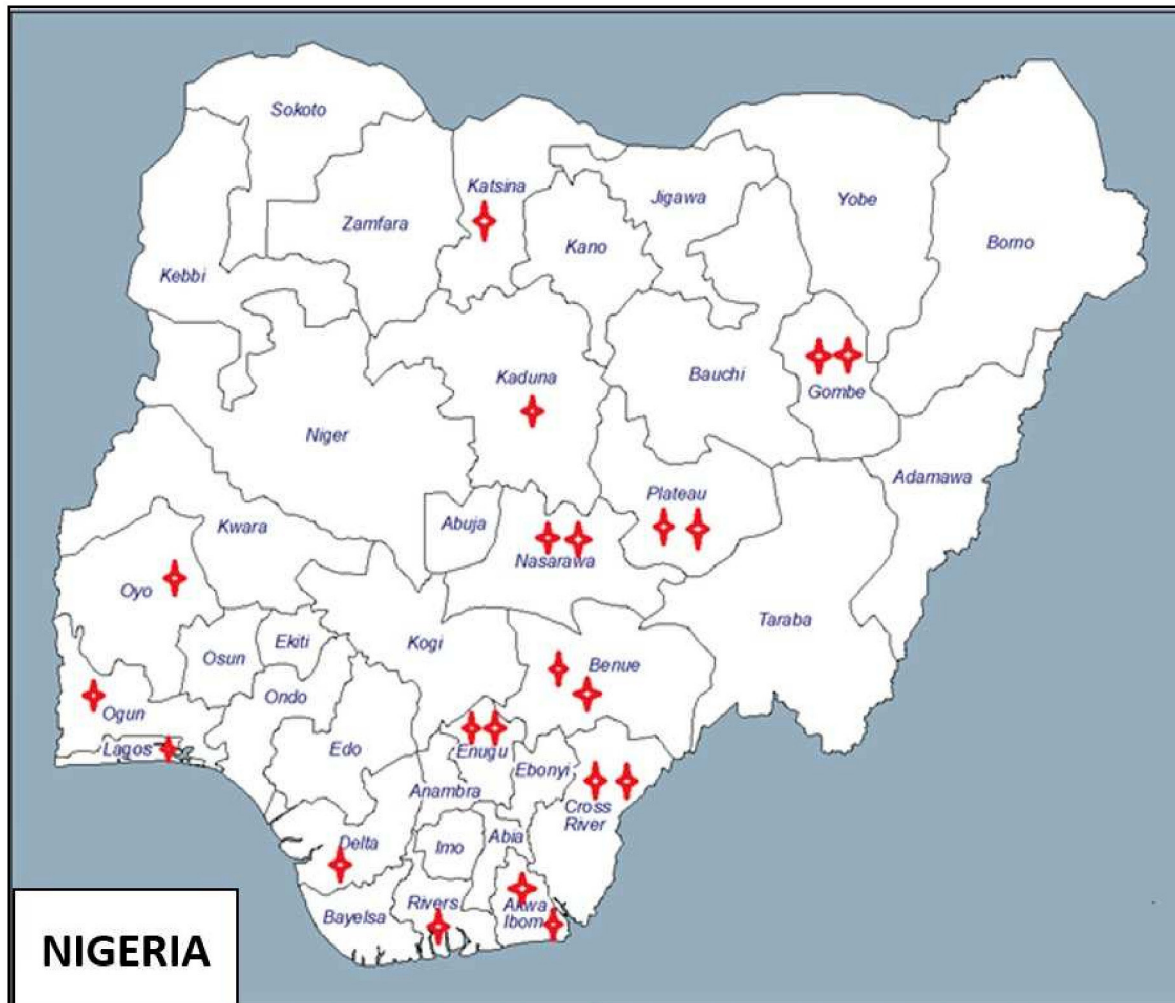 Sokoto
Katsina
Jigawa
Yobe
Zamfara
Kano
Borno
Kebbi
Kaduna
Bauchi
Gombe
Niger
Adamawa
Plateau
Kwara
Abuja
Nasarawa
Oyo
Taraba
Kogi
Ekiti
Osun
Benue
Ondo
Ogun
Lagos
Edo
Enugu
Ebonyi
Anambra
Cross
River
Delta
Imo
Abia
Bayelsa
Rivers
Akwa
Ibom
NIGERIA